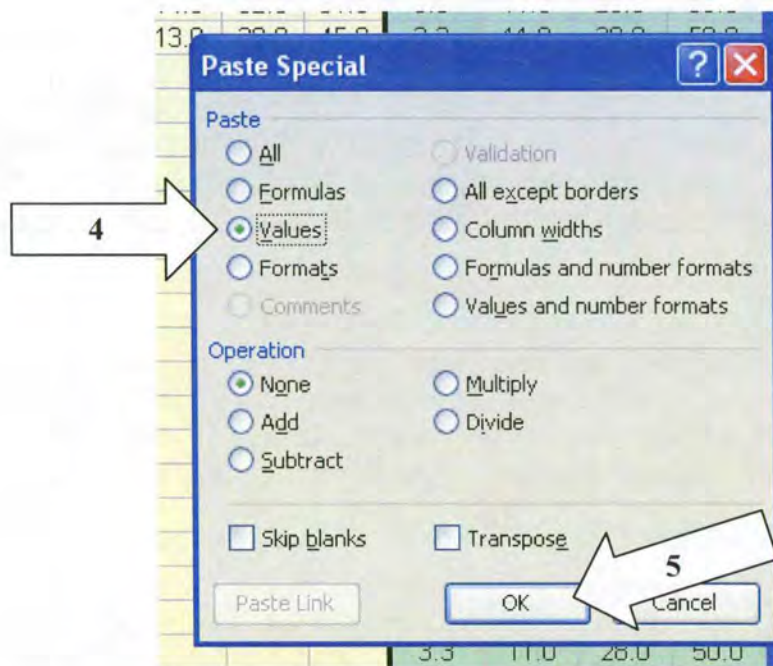 13.0
Paste Special
Paste
All
Validation
Formulas
All except borders
4
Values
Column widths
Formats
Formulas and number formats
Comments
Values and number formats
Operation
None
Multiply
Add
Divide
Subtract
Skip blanks
Transpose
5
Paste Link
OK
Cancel
3.3 11.0 28.0 50.0